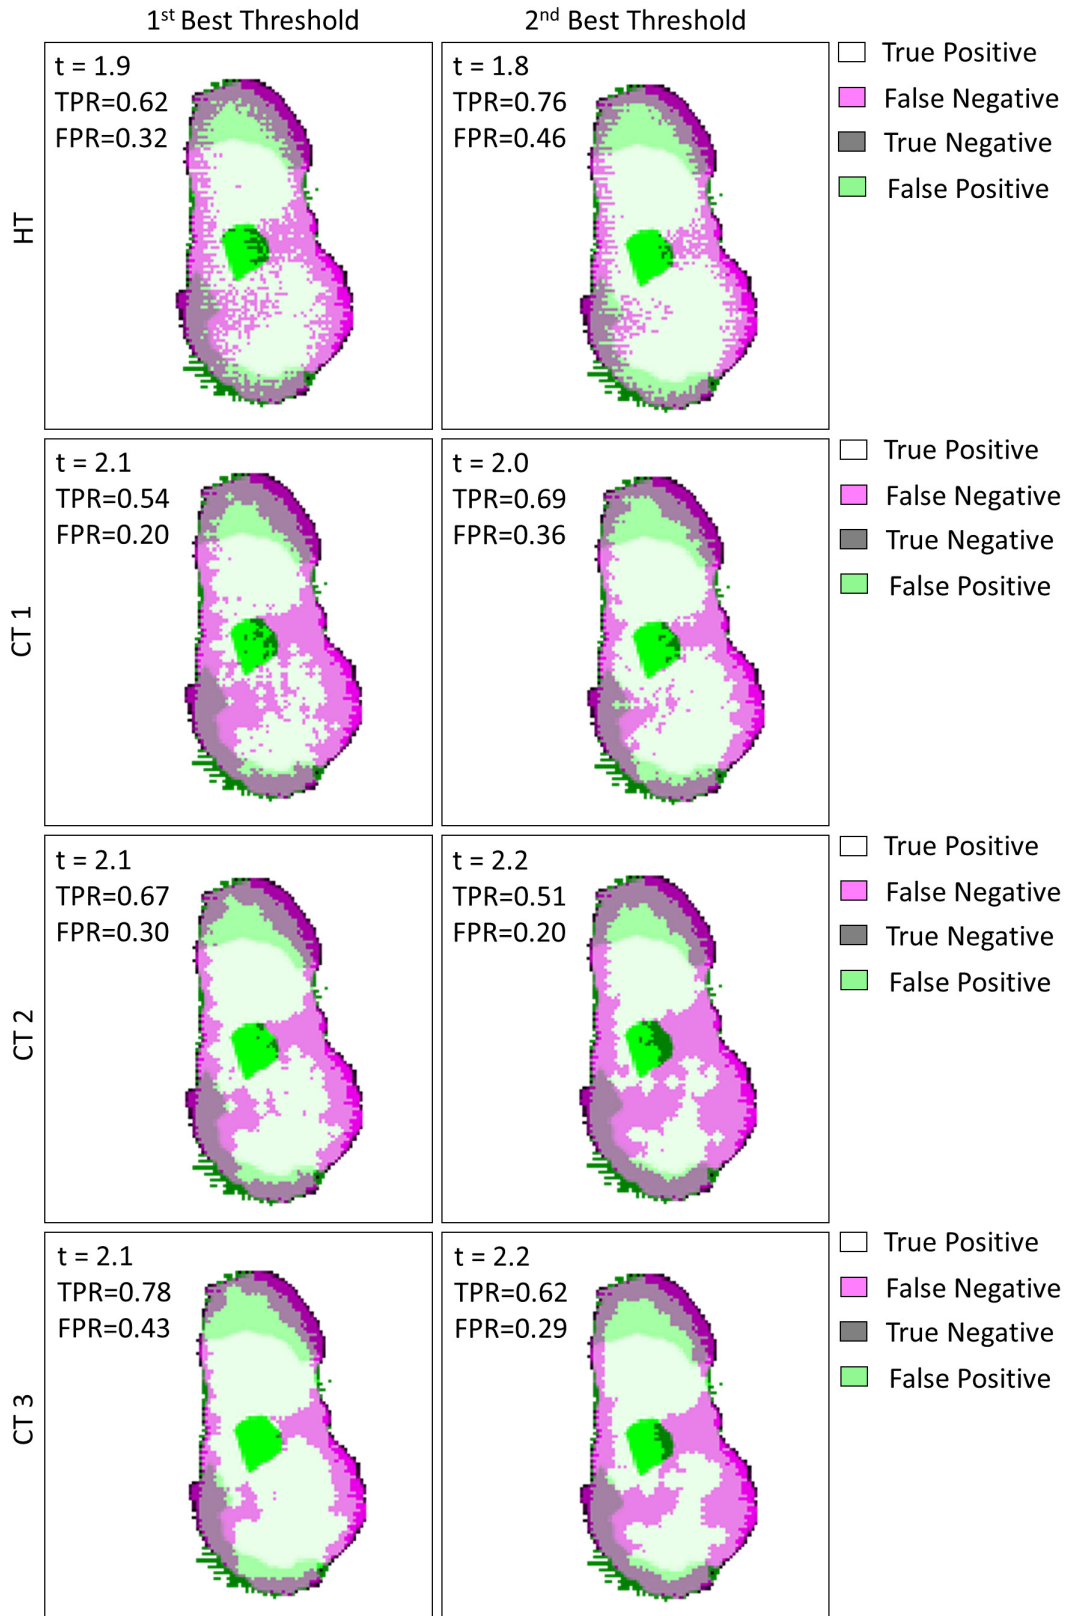 1st Best Threshold
2nd Best Threshold
HT
t = 1.9
TPR=0.62
FPR=0.32
t = 1.8
TPR=0.76
FPR=0.46
True Positive
False Negative
True Negative
False Positive
CT 1
t = 2.1
TPR=0.54
FPR=0.20
t = 2.0
TPR=0.69
FPR=0.36
True Positive
False Negative
True Negative
False Positive
CT 2
t = 2.1
TPR=0.67
FPR=0.30
t = 2.2
TPR=0.51
FPR=0.20
True Positive
False Negative
True Negative
False Positive
CT 3
t = 2.1
TPR=0.78
FPR=0.43
t = 2.2
TPR=0.62
FPR=0.29
True Positive
False Negative
True Negative
False Positive